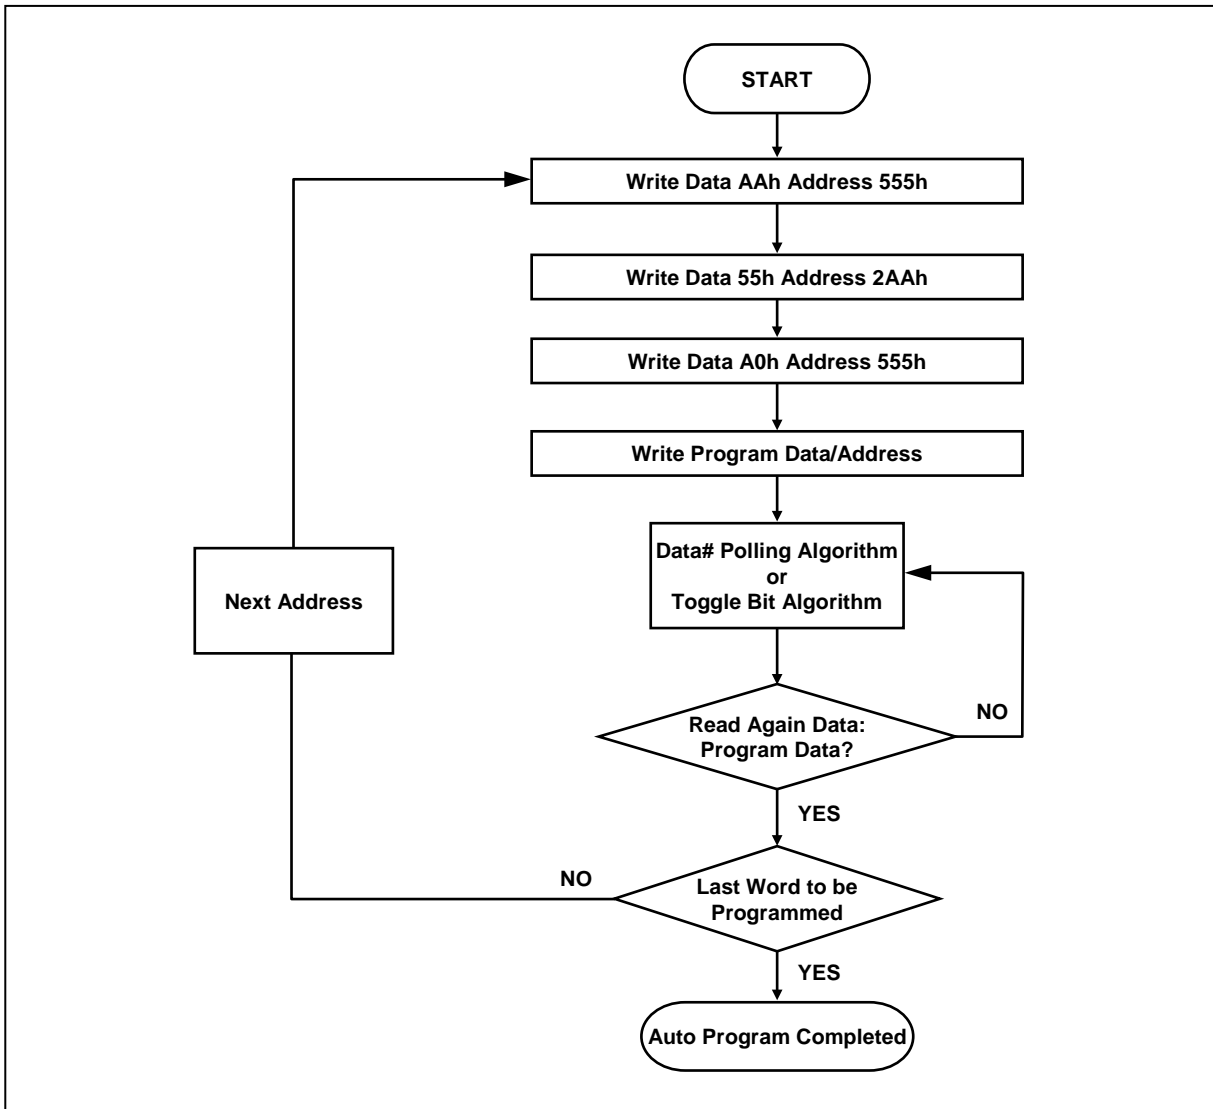 START
Write Data AAh Address 555h
Write Data 55h Address 2AAh
Write Data A0h Address 555h
Write Program Data/Address
Data# Polling Algorithm
or
Toggle Bit Algorithm
Next Address
Read Again Data:
Program Data?
NO
YES
Last Word to be
Programmed
NO
YES
Auto Program Completed